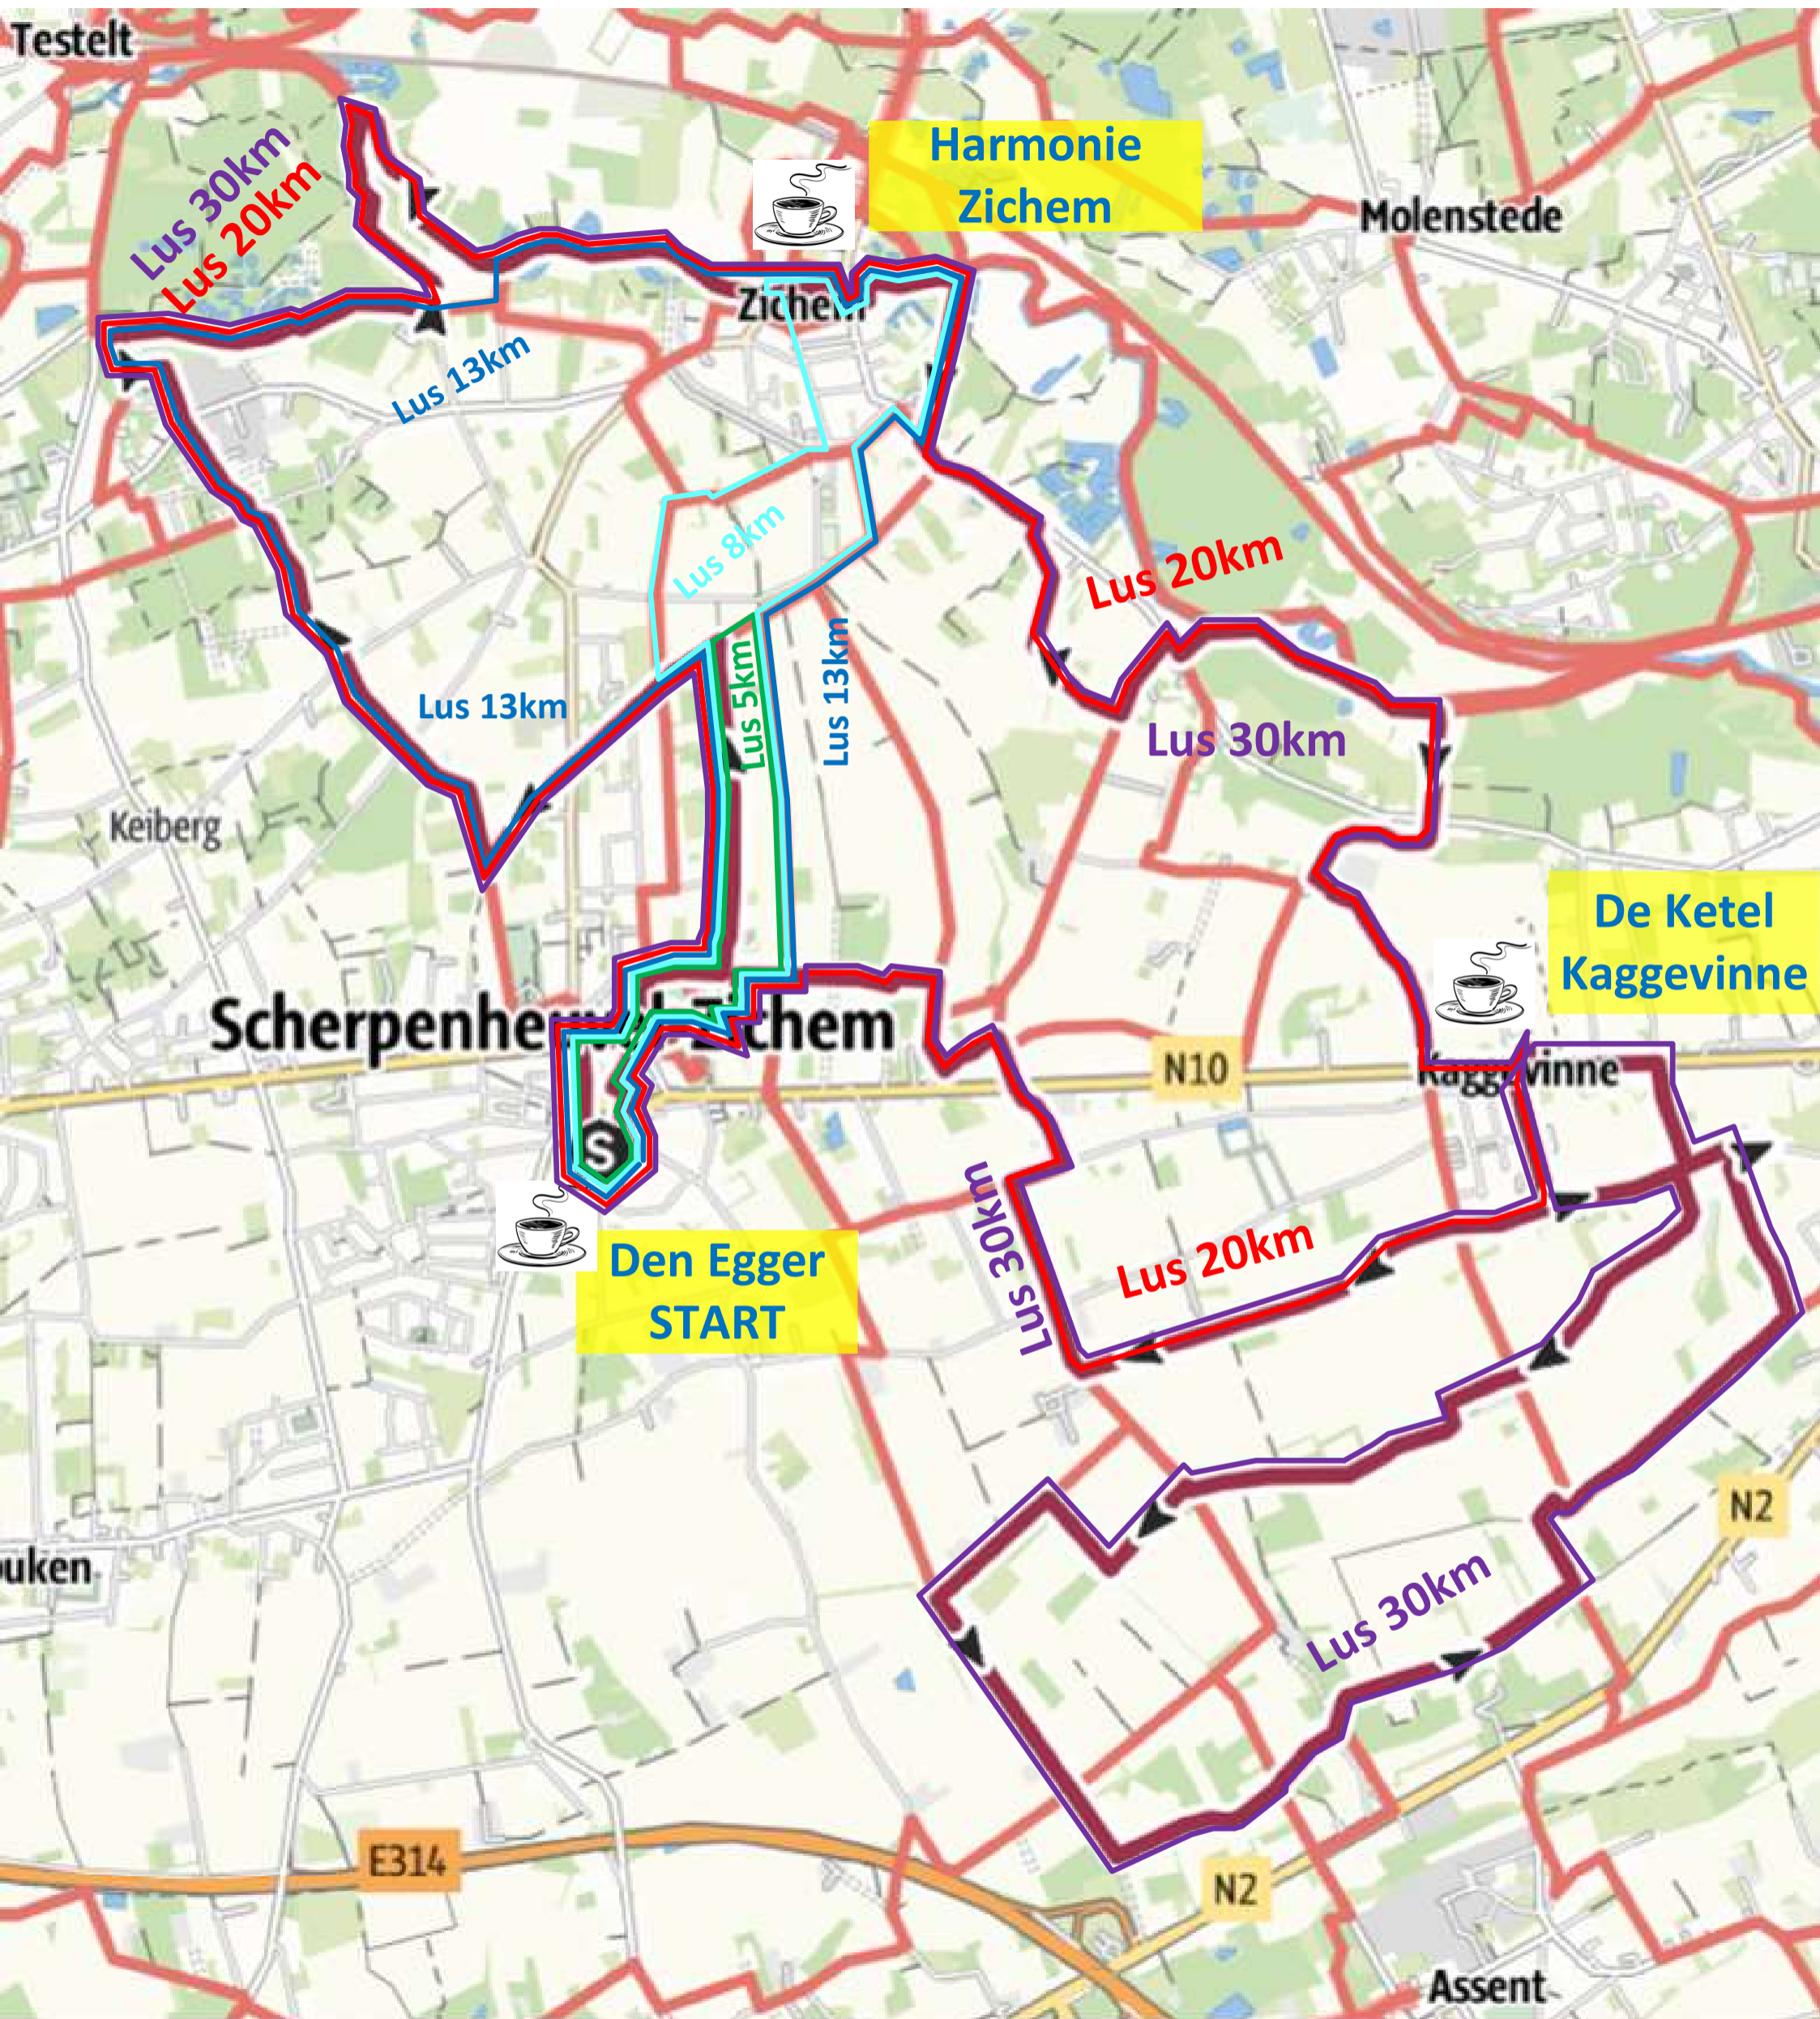 Testelt
Harmonie
Zichem
Lus 30km
Lus 20km
Molenstede
Zichem
Lus 13km
Lus 8km
Lus 20km
Lus 5km
Lus 13km
Lus 13km
Lus 30km
Keiberg
De Ketel
Kaggevinne
Scherpenheuvel-Zichem
N10
Kaggevinne
S
Lus 30km
Lus 20km
Den Egger
START
N2
uken
Lus 30km
E314
N2
Assent